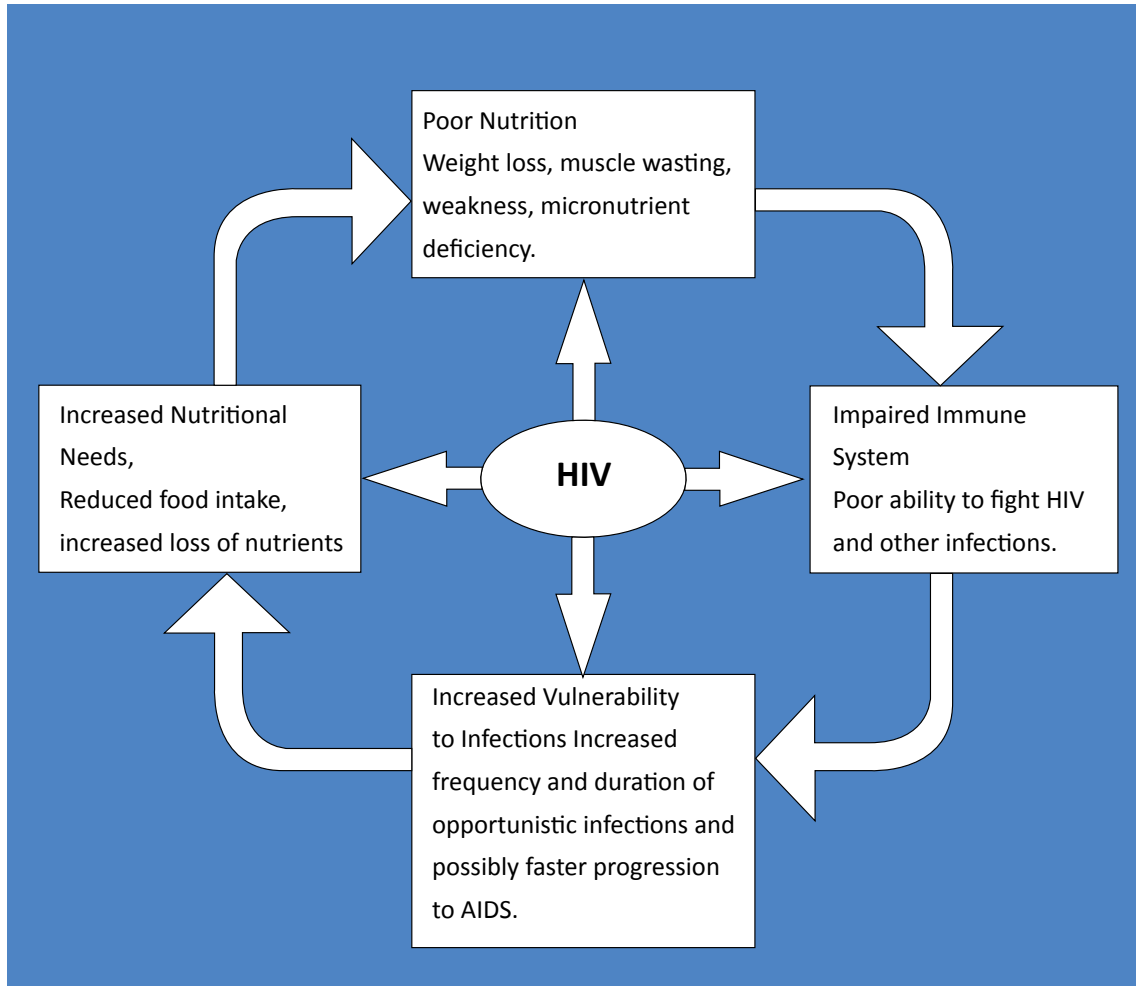 Poor Nutrition
Weight loss, muscle wasting,
weakness, micronutrient
deficiency.
Increased Nutritional
Needs,
Reduced food intake,
increased loss of nutrients
HIV
Impaired Immune
System
Poor ability to fight HIV
and other infections.
Increased Vulnerability
to Infections Increased
frequency and duration of
opportunistic infections and
possibly faster progression
to AIDS.